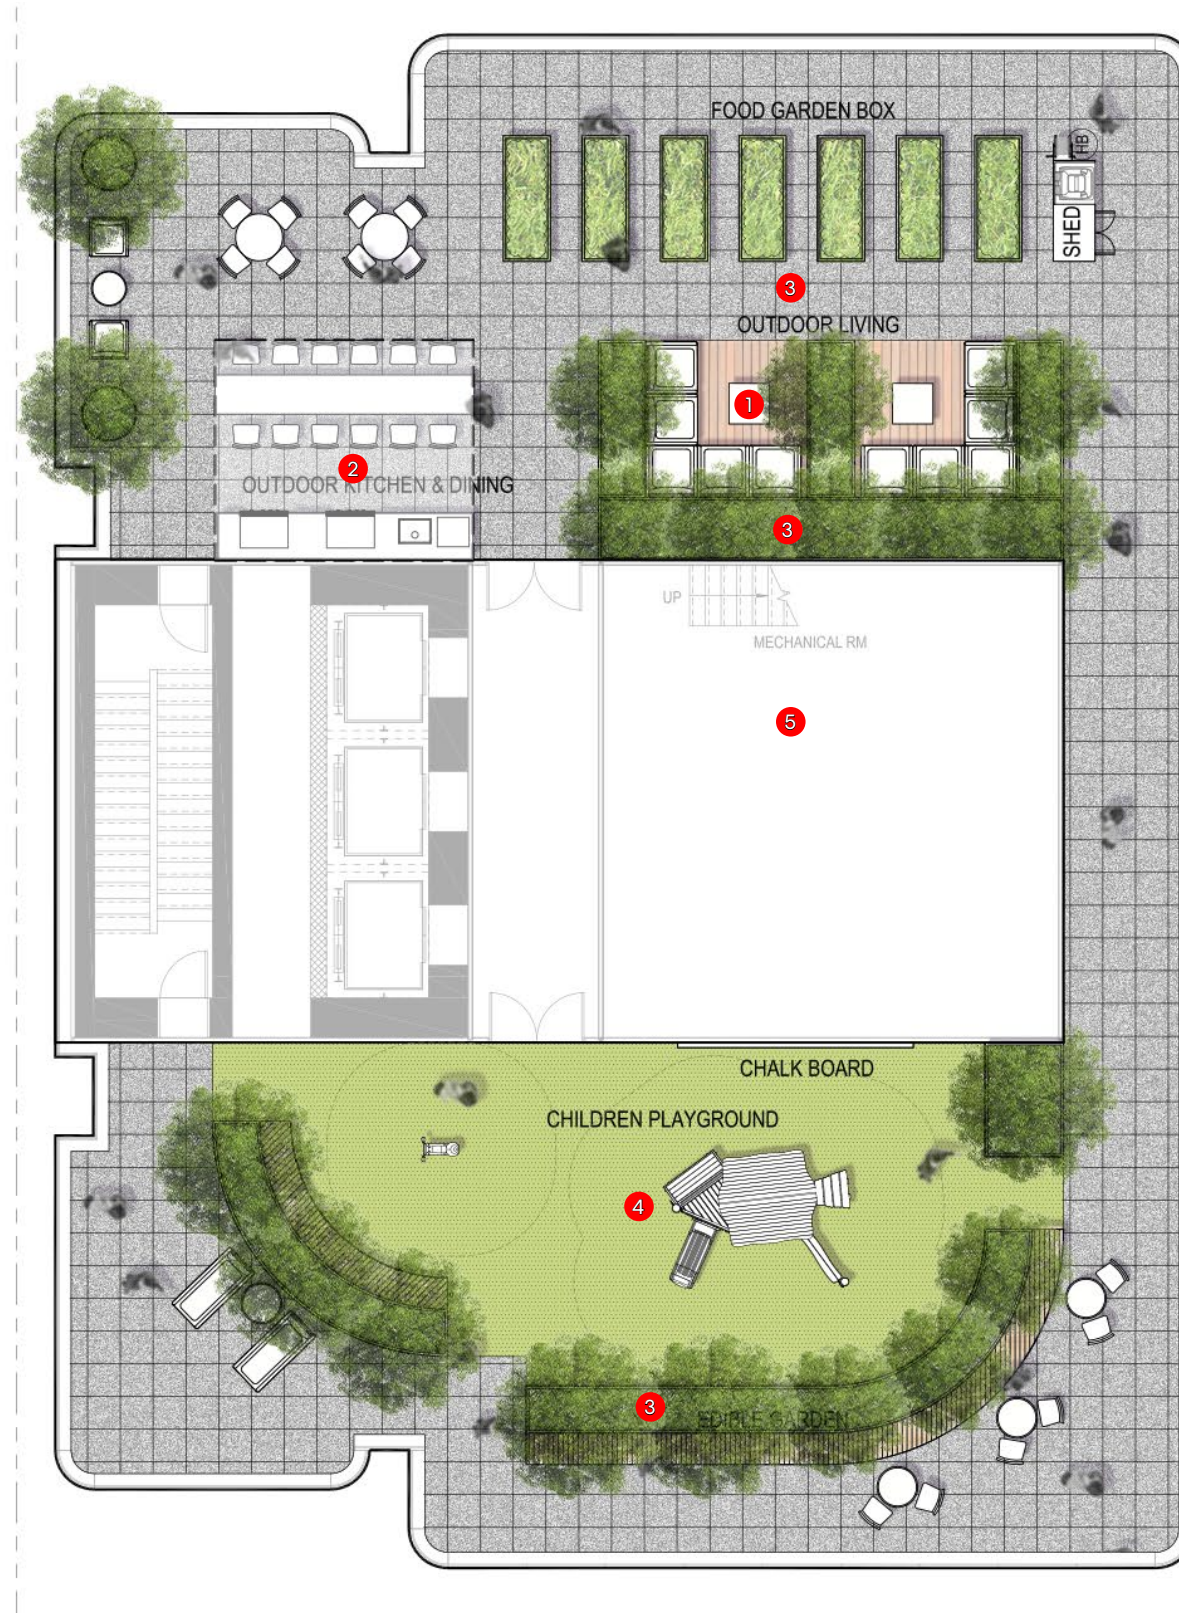 FOOD GARDEN BOX
HB
SHED
3
OUTDOOR LIVING
1
2
OUTDOOR KITCHEN & DINING
3
UP
MECHANICAL RM
5
CHALK BOARD
CHILDREN PLAYGROUND
4
3
EDIBLE GARDEN